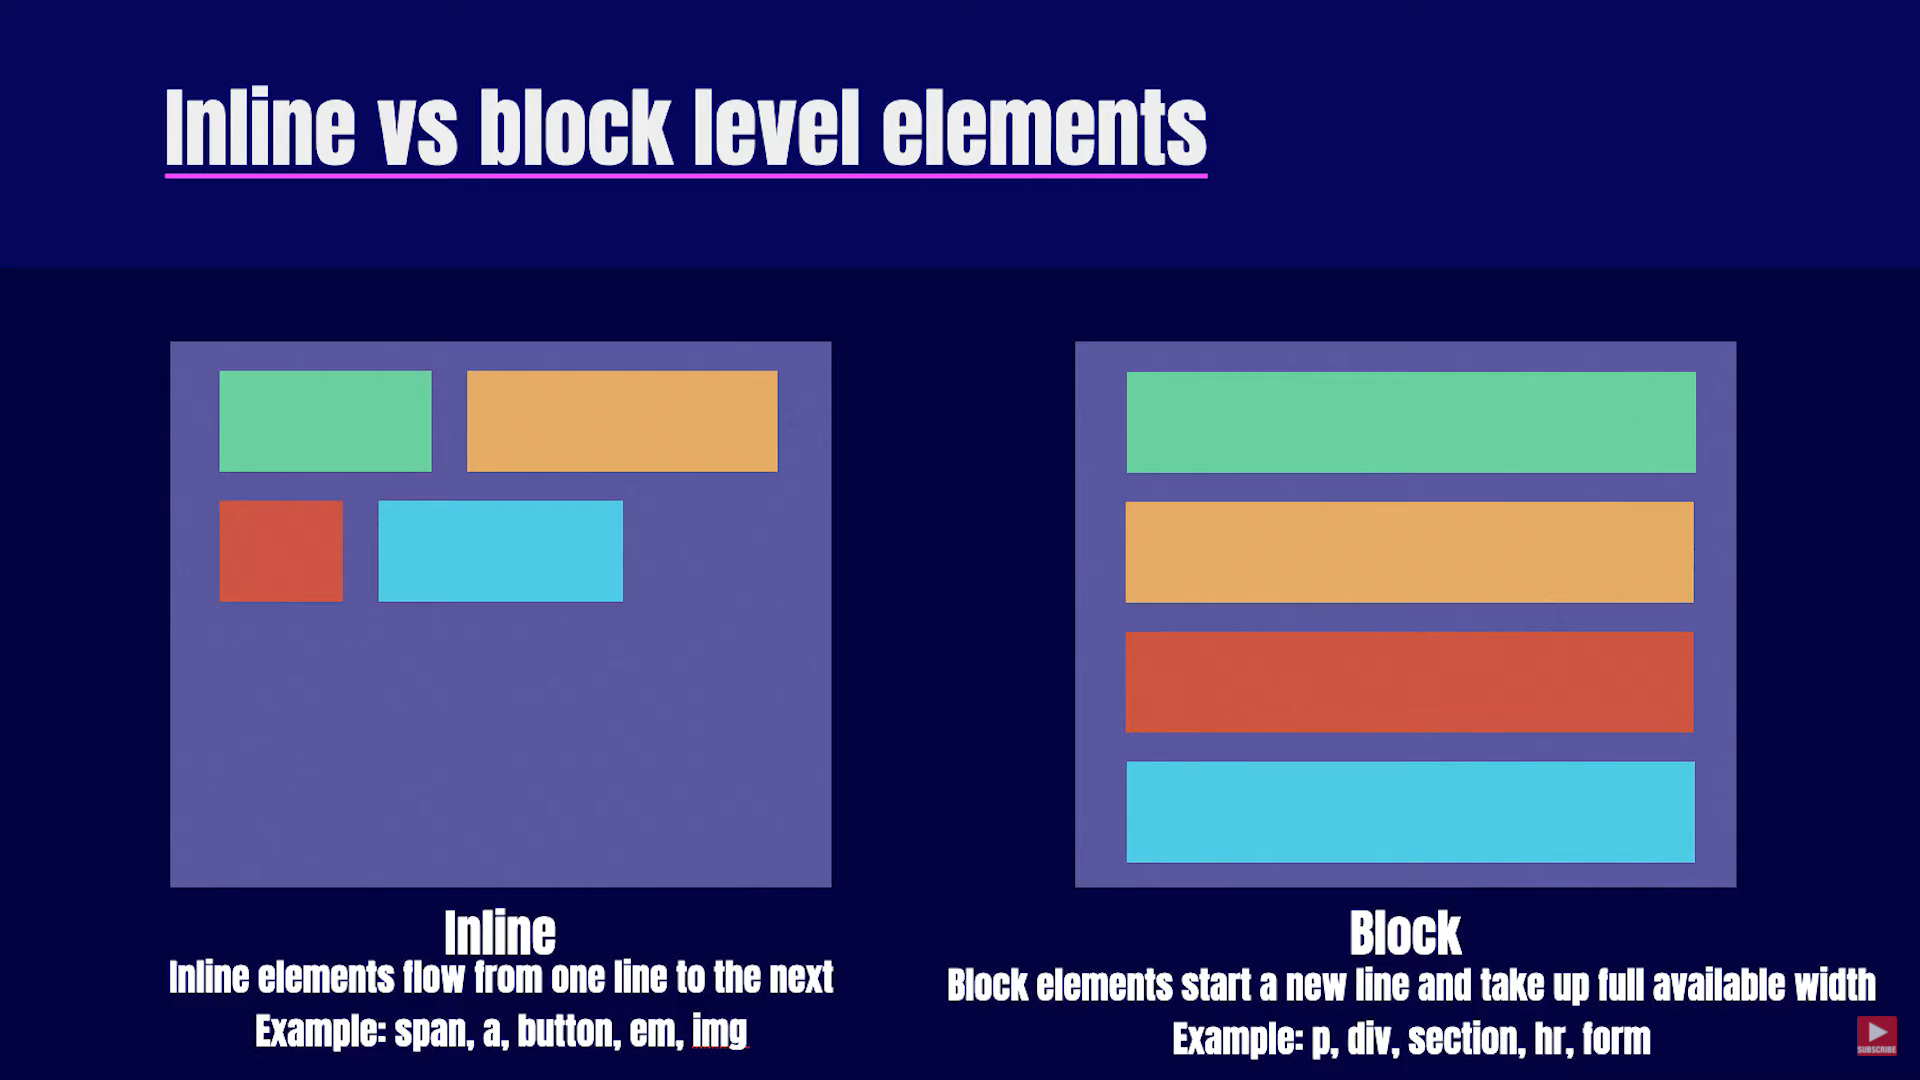 Inline vs block level elements
Inline
Inline elements flow from one line to the next
Example: span, a, button, em, img
Block
Block elements start a new line and take up full available width
Example: p, div, section, hr, form
SUBSCRIBE